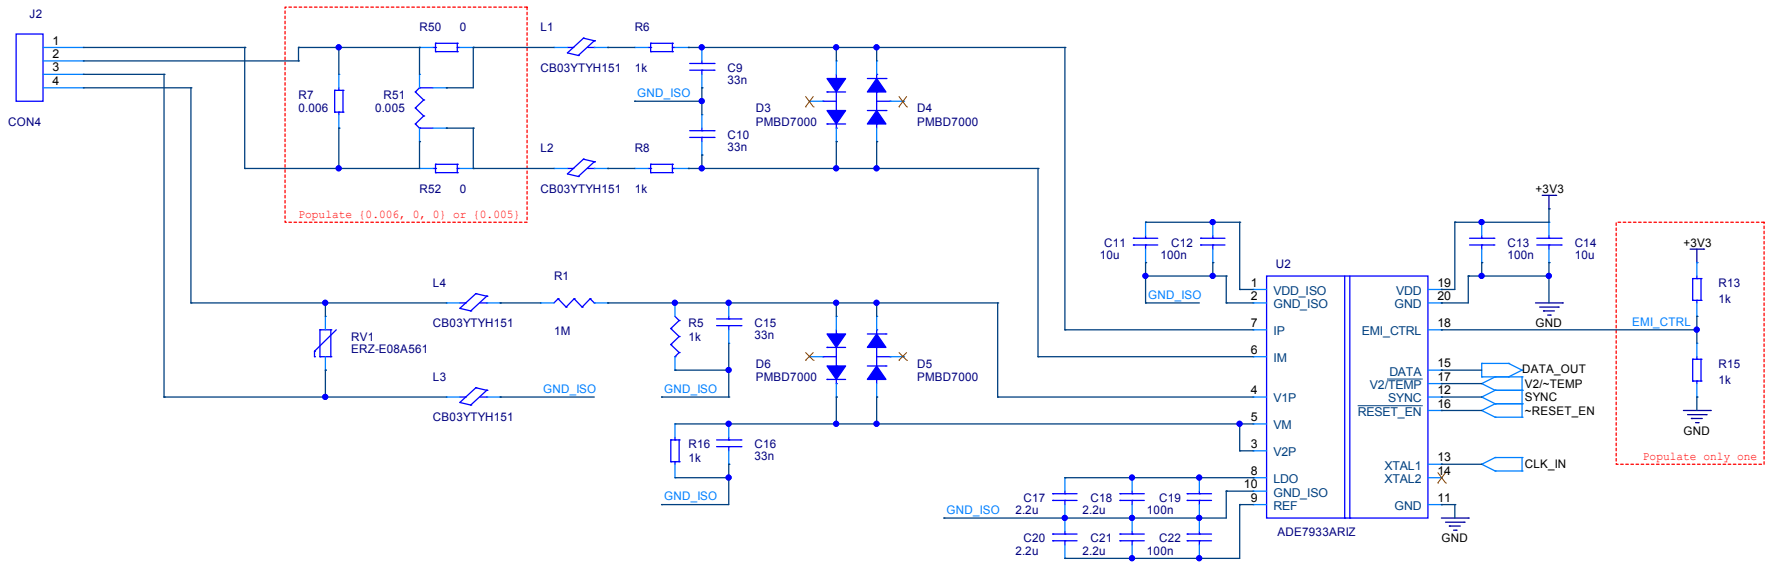 J2
1
2
3
4
CON4
R50 0
R7
0.006
R51
0.005
R52 0
Populate {0.006, 0, 0} or {0.005}
L1
CB03YTYH151
R6
1k
C9
33n
GND_ISO
C10
33n
L2
CB03YTYH151
R8
1k
D3
PMBD7000
D4
PMBD7000
L4
CB03YTYH151
R1
1M
RV1
ERZ-E08A561
L3
CB03YTYH151
GND_ISO
R5
1k
C15
33n
GND_ISO
D6
PMBD7000
D5
PMBD7000
R16
1k
C16
33n
GND_ISO
C11
10u
C12
100n
GND_ISO
U2
1 VDD_ISO
2 GND_ISO
7 IP
6 IM
4 V1P
5 VM
3 V2P
8 LDO
10 GND_ISO
9 REF
VDD 19
GND 20
EMI_CTRL 18
DATA 15
V2/TEMP 17
SYNC 12
RESET_EN 16
XTAL1 13
XTAL2 14
GND 11
ADE7933ARIZ
GND_ISO
C17
2.2u
C18
2.2u
C19
100n
C20
2.2u
C21
2.2u
C22
100n
+3V3
C13
100n
C14
10u
GND
EMI_CTRL
DATA_OUT
V2/~TEMP
SYNC
~RESET_EN
CLK_IN
GND
+3V3
R13
1k
R15
1k
GND
Populate only one